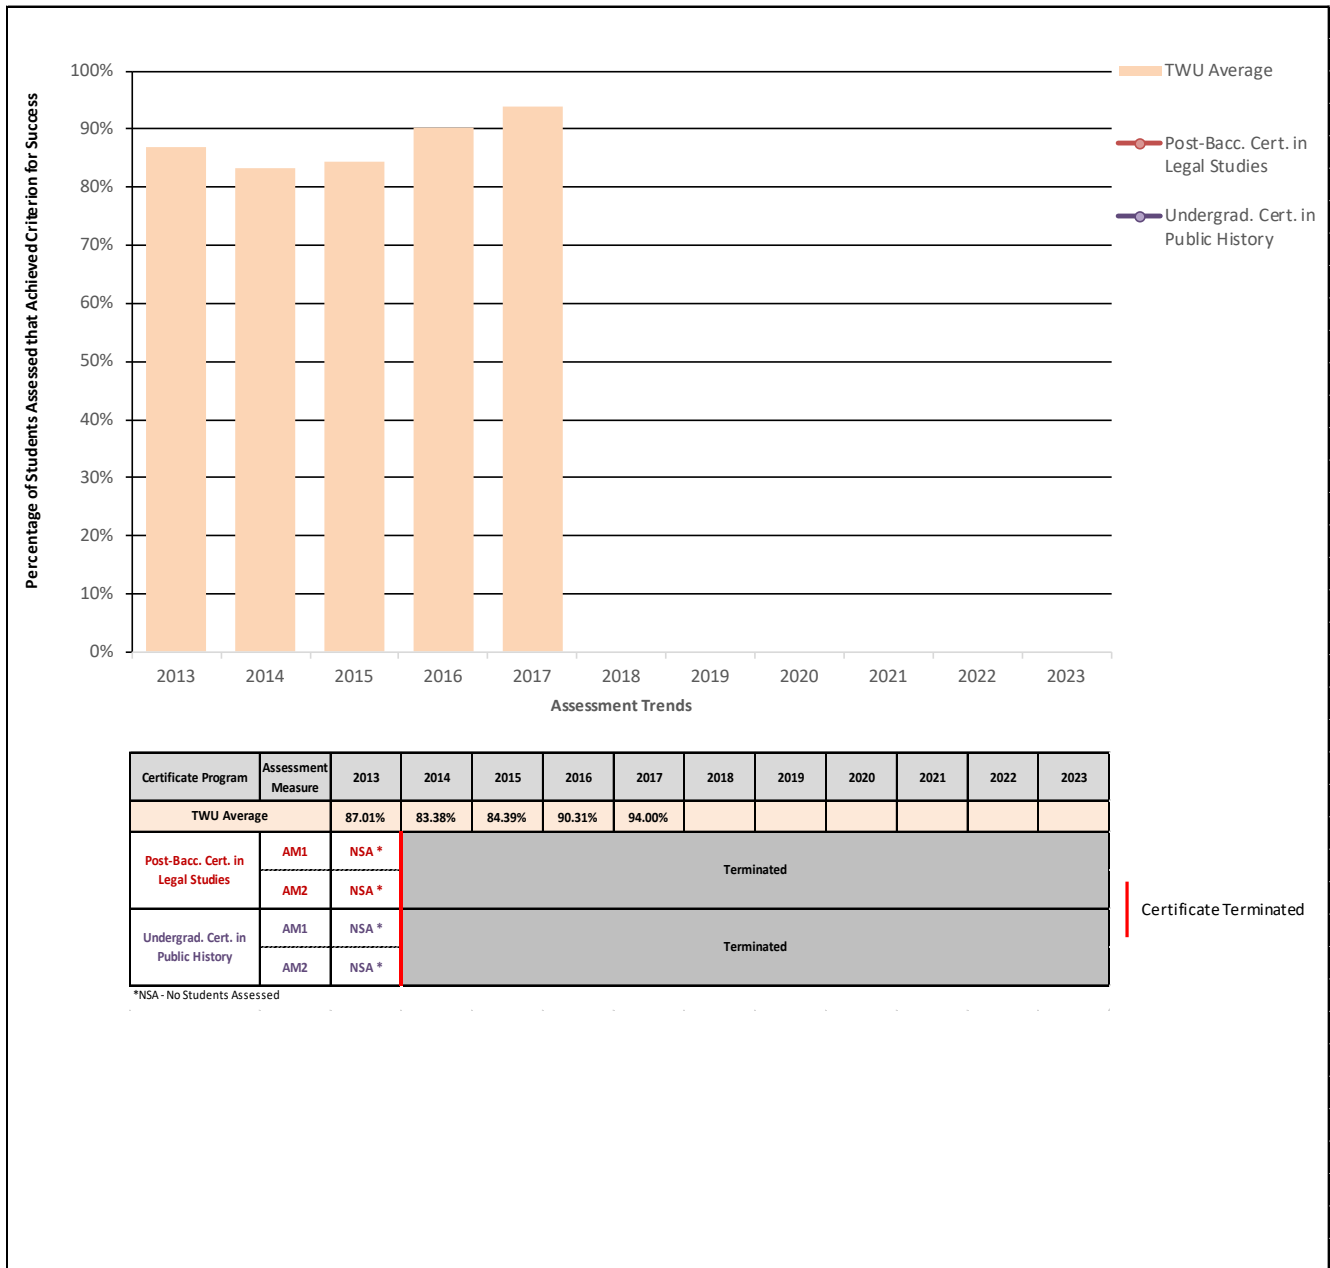 Percentage of Students Assessed that Achieved Criterion for Success
100%
90%
80%
70%
60%
50%
40%
30%
20%
10%
0%
2013 2014 2015 2016 2017 2018 2019 2020 2021 2022 2023
Assessment Trends
TWU Average
Post-Bacc. Cert. in
Legal Studies
Undergrad. Cert. in
Public History
Certificate Program Assessment Measure 2013 2014 2015 2016 2017 2018 2019 2020 2021 2022 2023
TWU Average 87.01% 83.38% 84.39% 90.31% 94.00%
Post-Bacc. Cert. in
Legal Studies
AM1 NSA *
AM2 NSA *
Terminated
Undergrad. Cert. in
Public History
AM1 NSA *
AM2 NSA *
Terminated
*NSA - No Students Assessed
Certificate Terminated